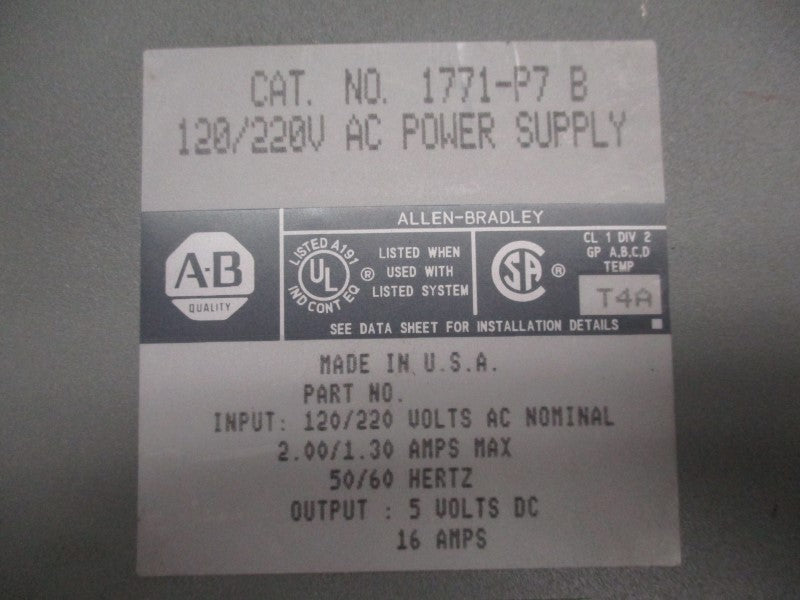 CAT. NO. 1771-P7 B
120/220V AC POWER SUPPLY
ALLEN-BRADLEY
A-B
QUALITY
LISTED A191
UL
IND CONT EQ
®
LISTED WHEN
USED WITH
LISTED SYSTEM
SA
®
CL 1 DIV 2
GP A,B,C,D
TEMP
T4A
SEE DATA SHEET FOR INSTALLATION DETAILS
MADE IN U.S.A.
PART NO.
INPUT: 120/220 VOLTS AC NOMINAL
2.00/1.30 AMPS MAX
50/60 HERTZ
OUTPUT : 5 VOLTS DC
16 AMPS